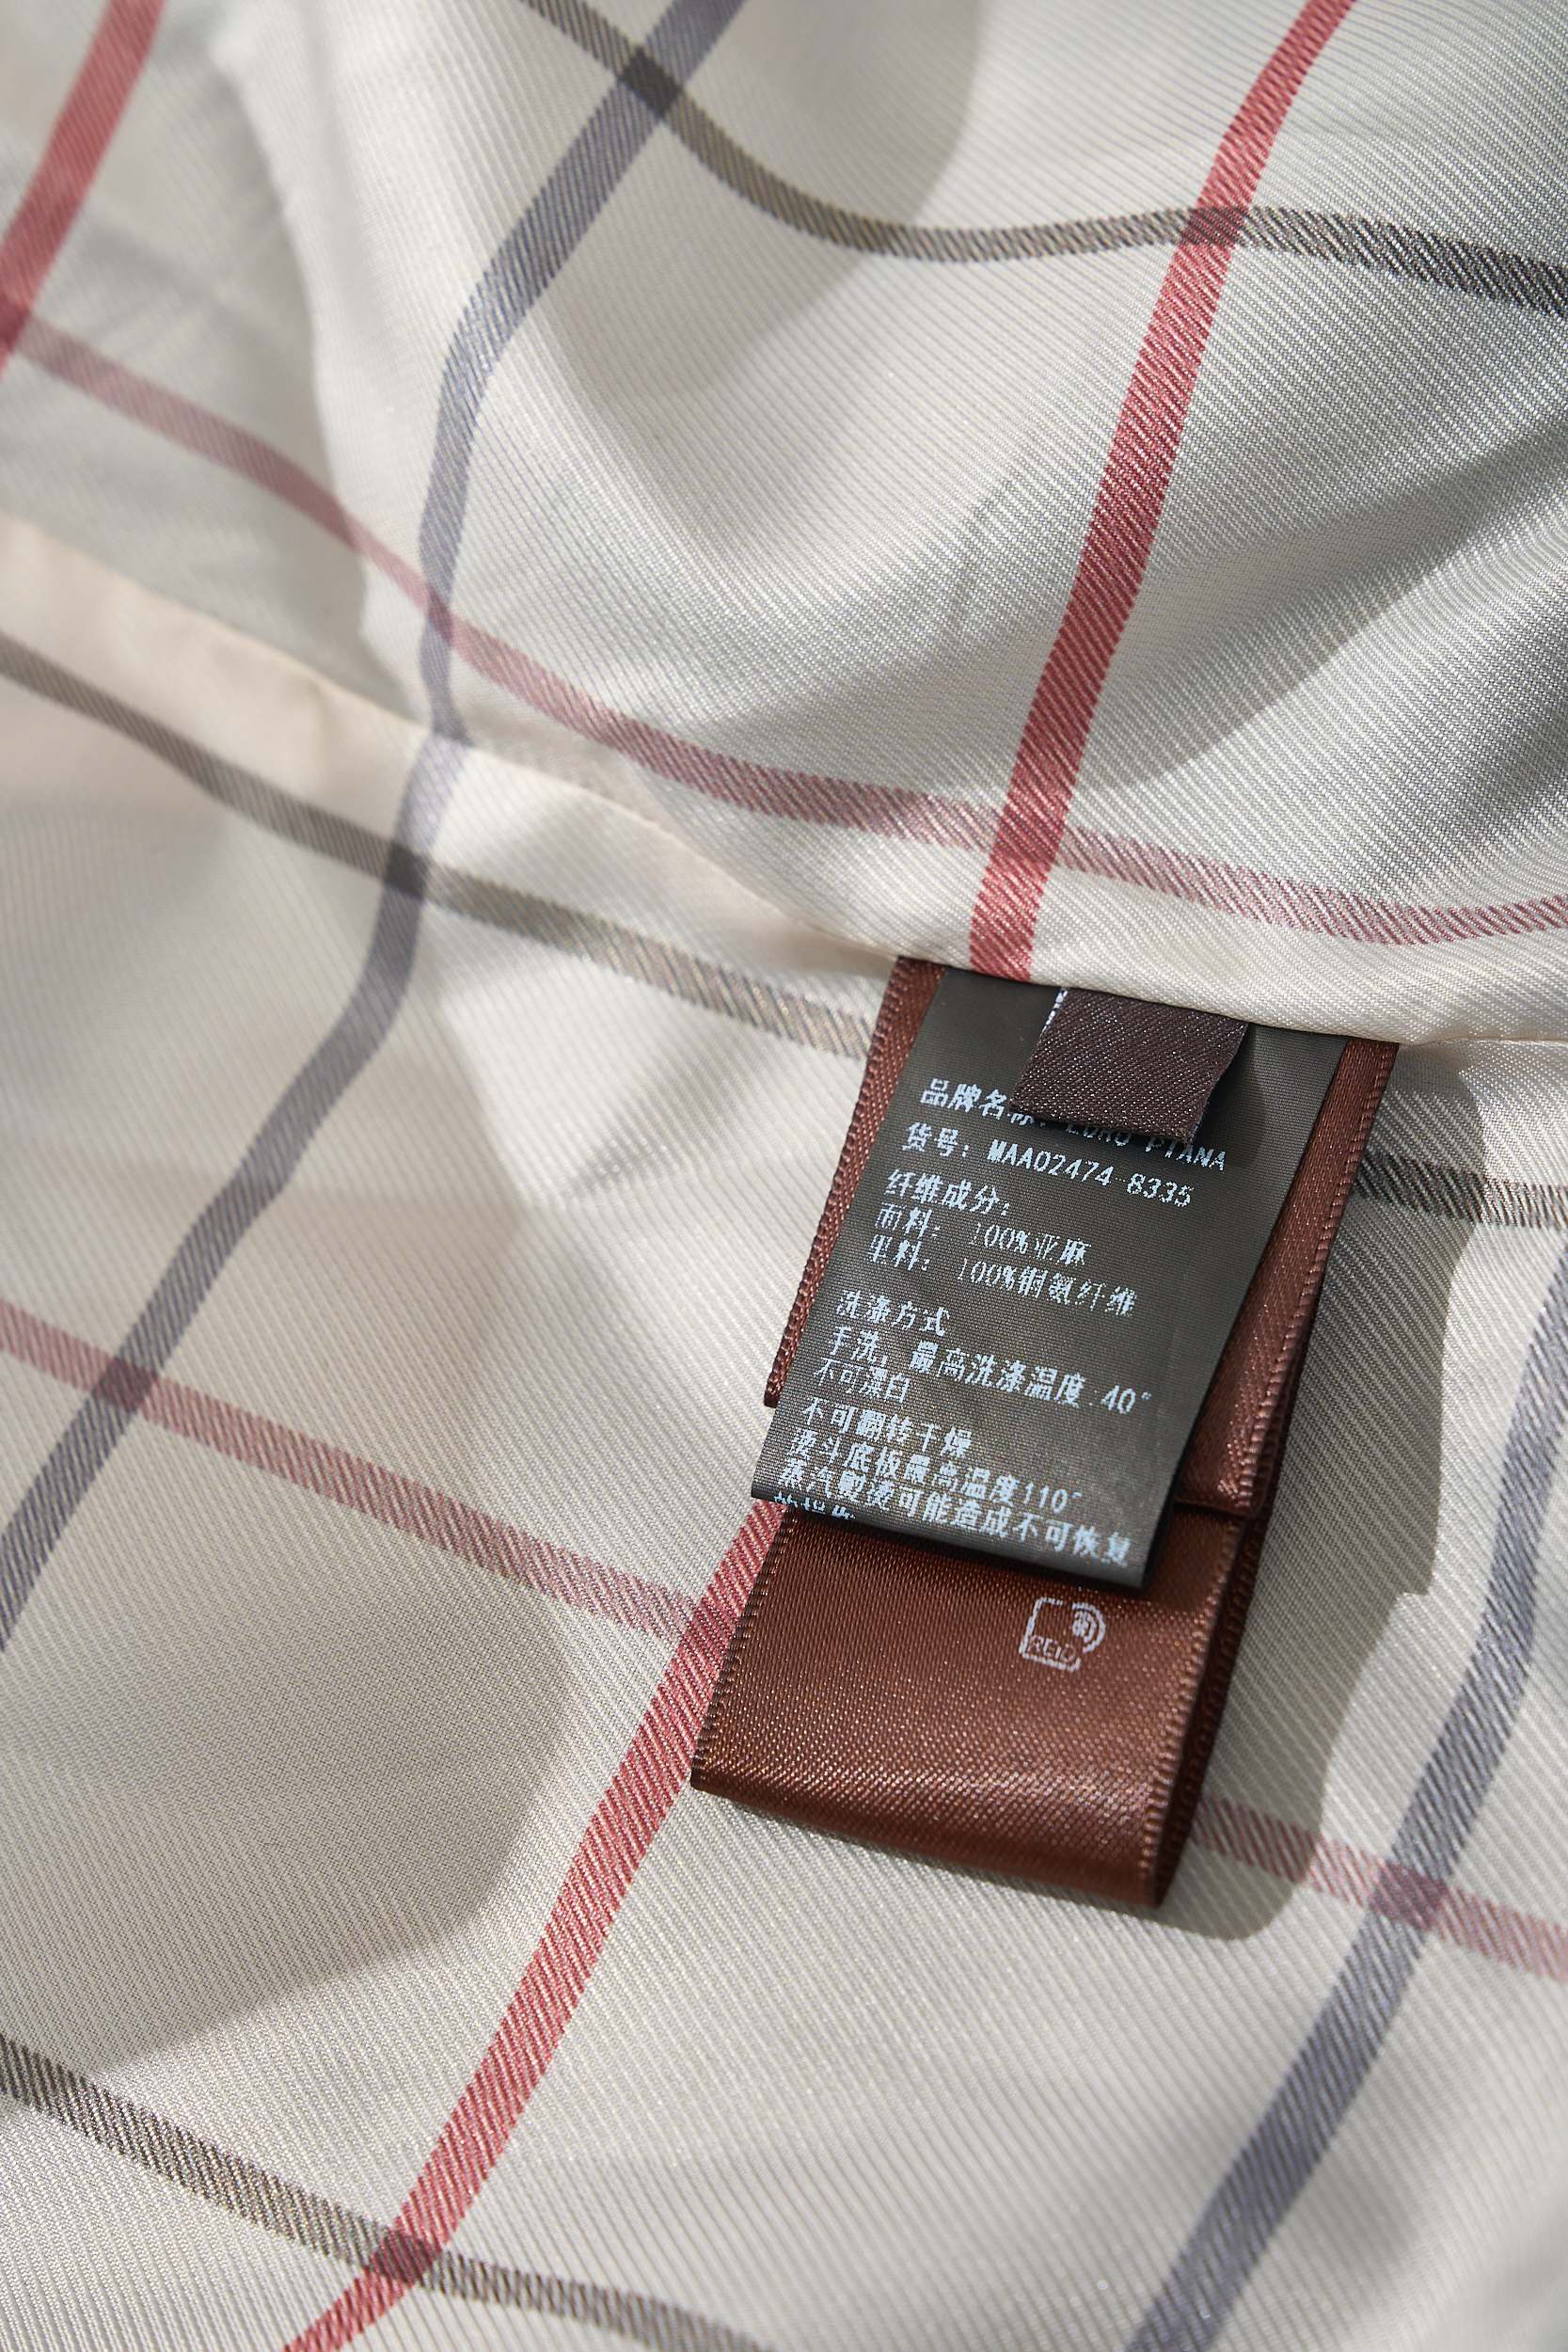 品牌名称: LORO PIANA
货号: MAA02474 8335
纤维成分:
面料: 100%亚麻
里料: 100%铜氨纤维
洗涤方式
手洗, 最高洗涤温度 40°
不可漂白
不可翻转干燥
熨斗底板最高温度110°
蒸汽熨烫可能造成不可恢复
的损伤
RFID